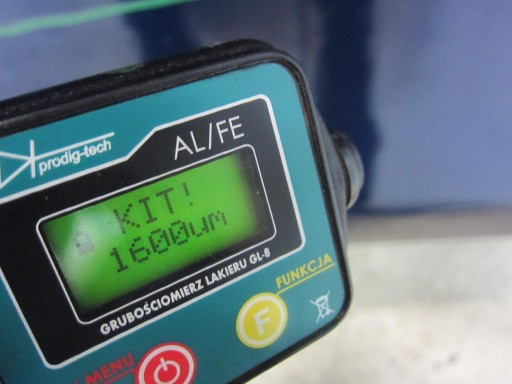 prodig-tech
AL/FE
KIT!
1600um
GRUBOŚCIOMIERZ LAKIERU GL-8
FUNKCJA
F
MENU